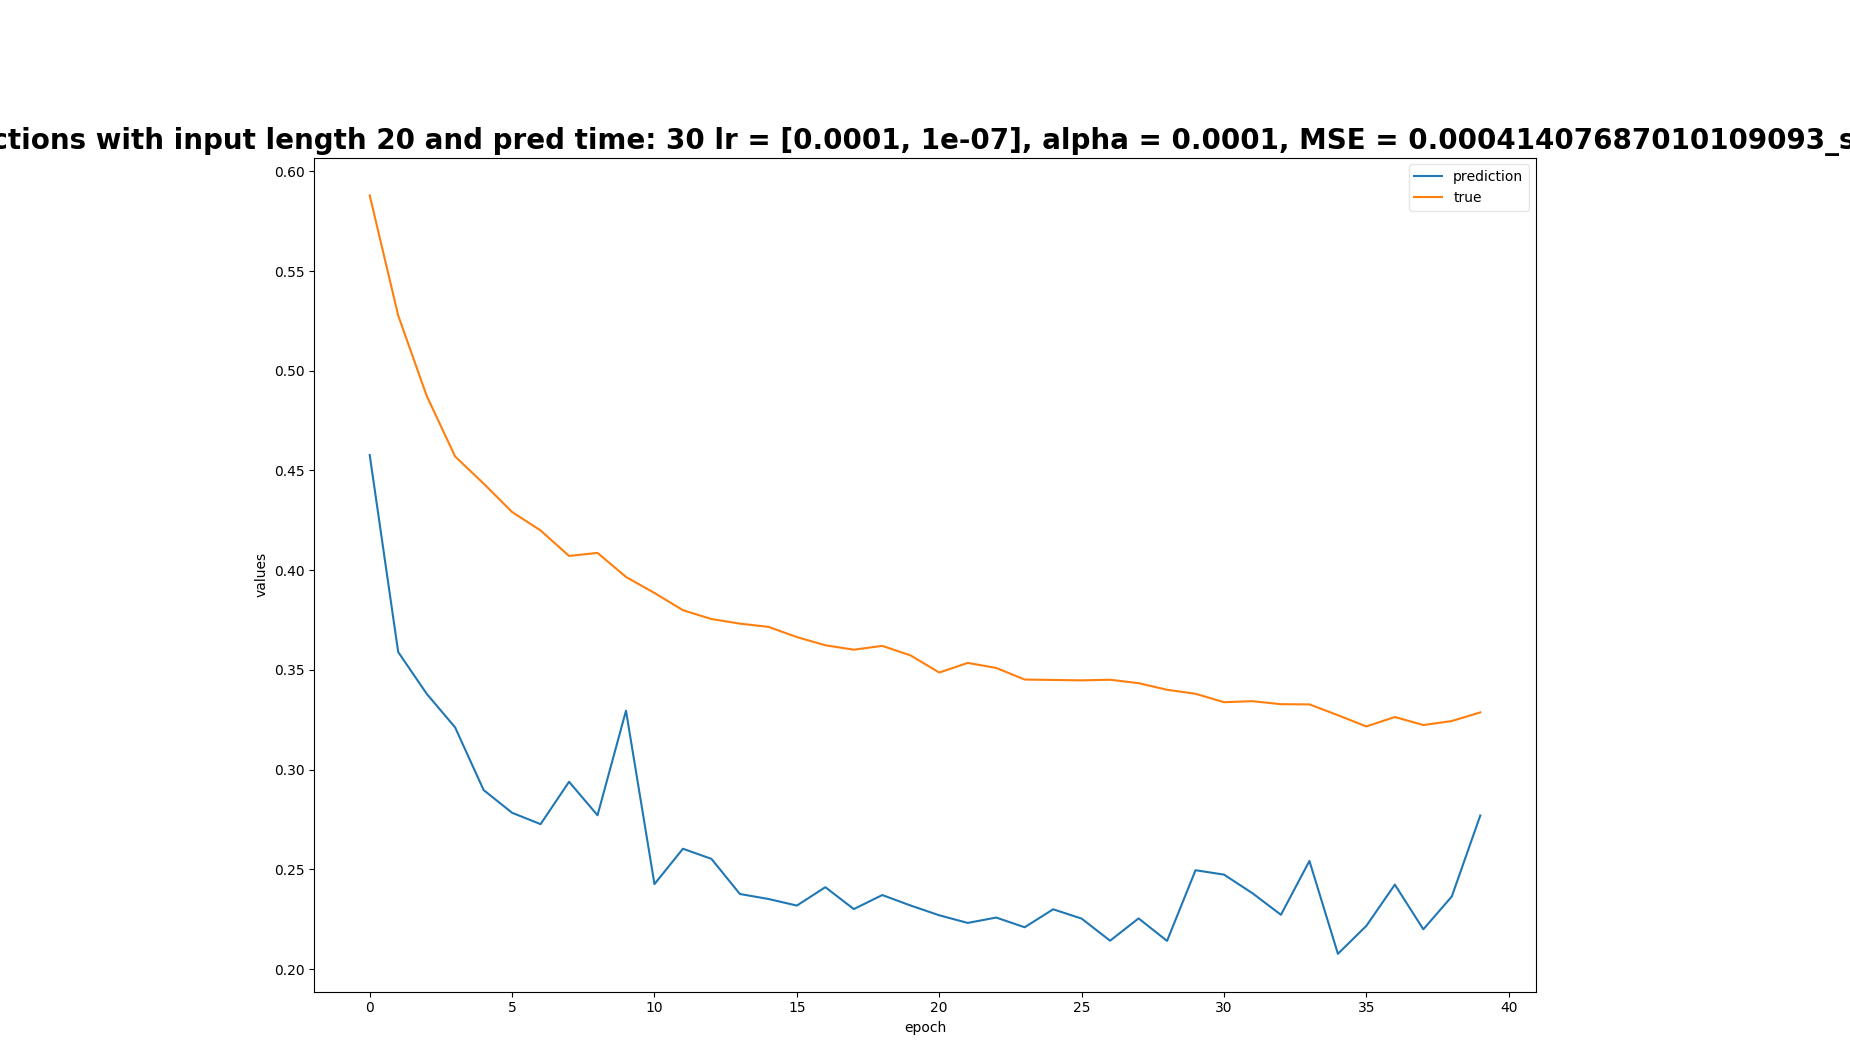 ctions with input length 20 and pred time: 30 lr = [0.0001, 1e-07], alpha = 0.0001, MSE = 0.00041407687010109093_s
prediction
true
0.60
0.55
0.50
0.45
0.40
0.35
0.30
0.25
0.20
values
0 5 10 15 20 25 30 35 40
epoch